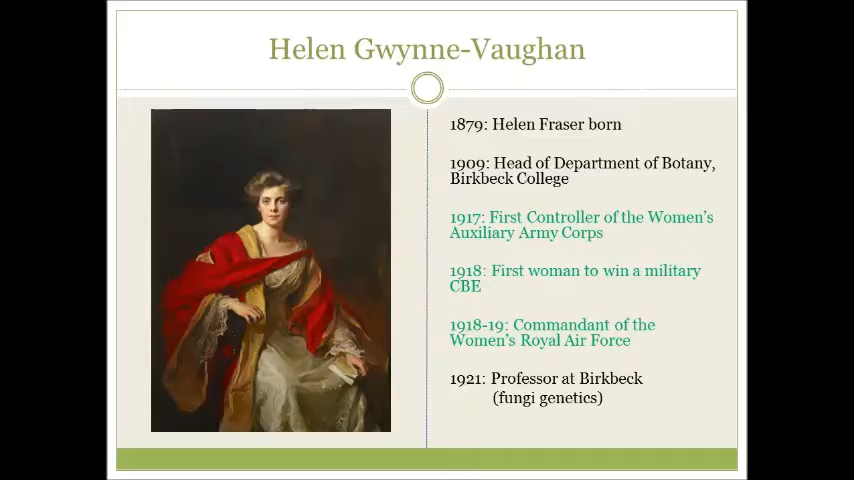 Helen Gwynne-Vaughan
1879: Helen Fraser born
1909: Head of Department of Botany,
Birkbeck College
1917: First Controller of the Women's
Auxiliary Army Corps
1918: First woman to win a military
CBE
1918-19: Commandant of the
Women's Royal Air Force
1921: Professor at Birkbeck
(fungi genetics)